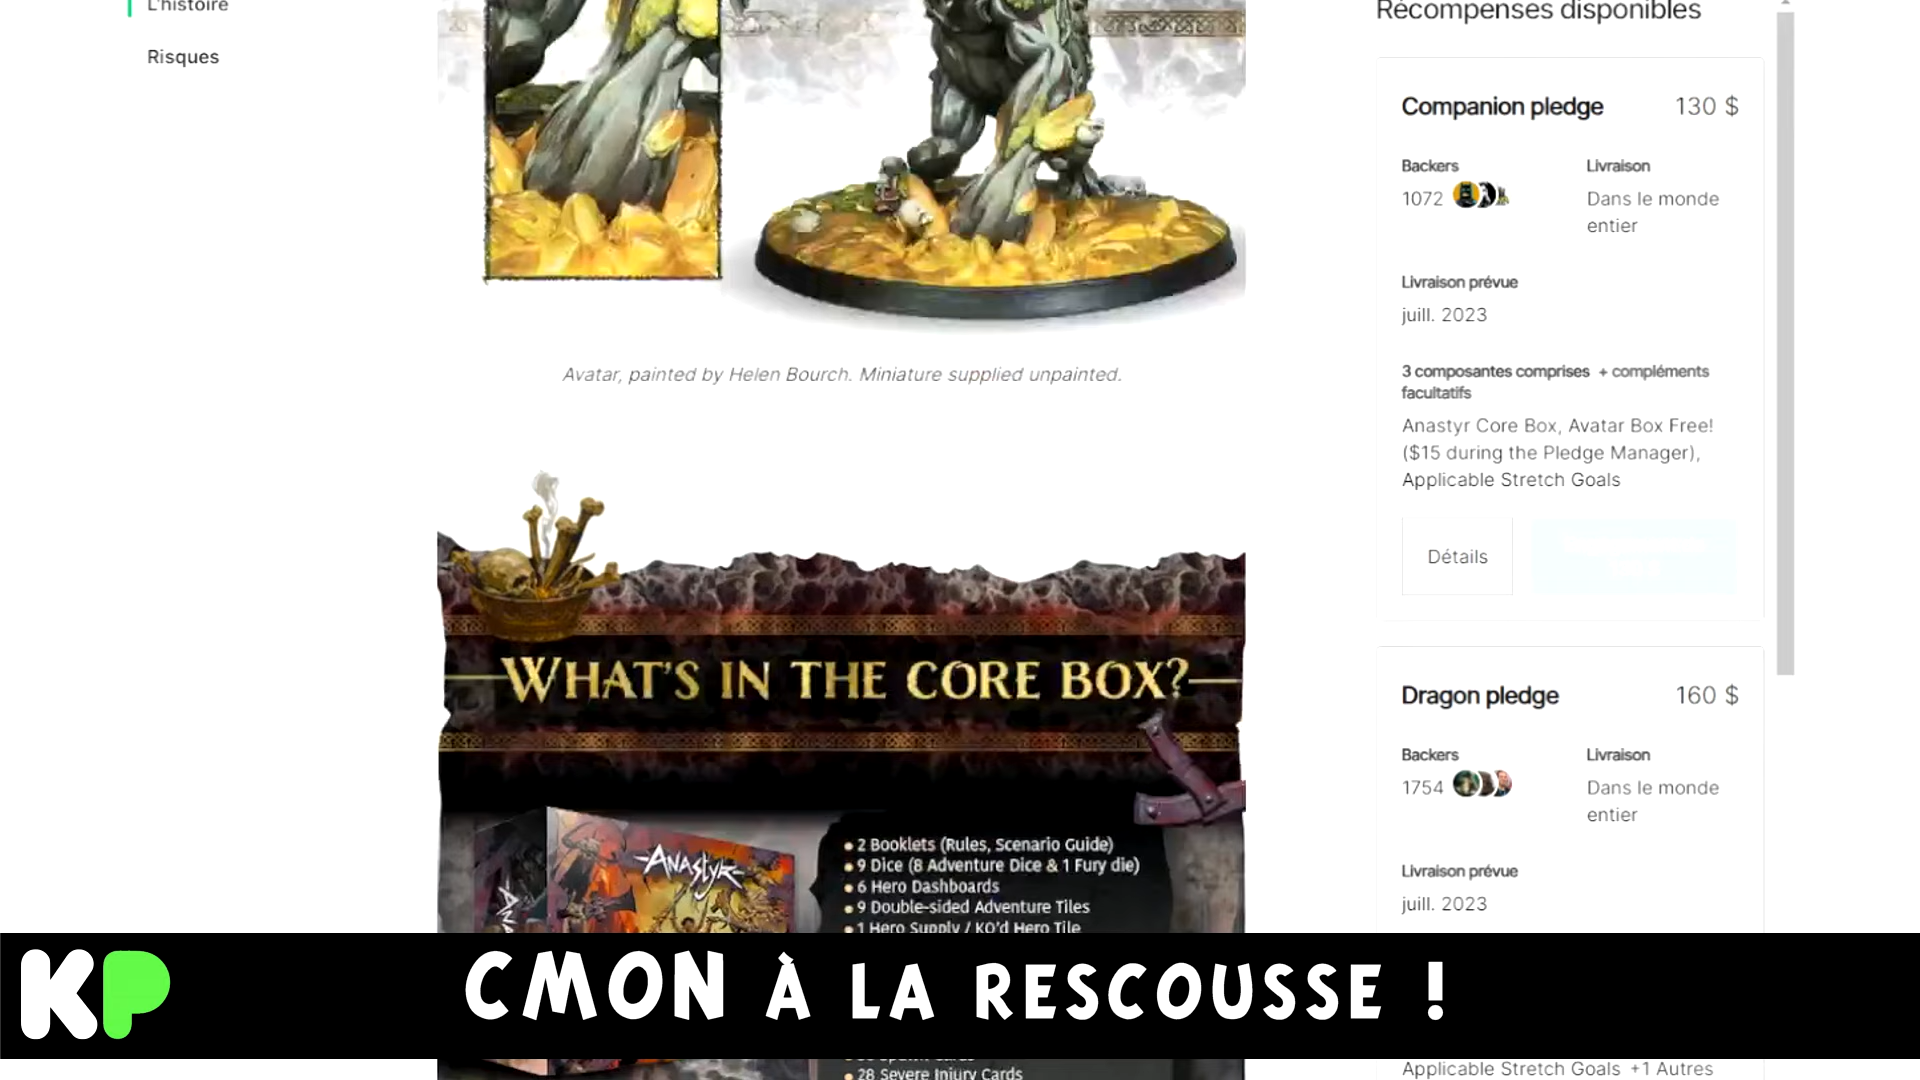 L'histoire
Risques
Avatar, painted by Helen Bourch. Miniature supplied unpainted.
WHAT'S IN THE CORE BOX?
ANASTYR
• 2 Booklets (Rules, Scenario Guide)
• 9 Dice (8 Adventure Dice & 1 Fury die)
• 6 Hero Dashboards
• 9 Double-sided Adventure Tiles
• 1 Hero Supply / KO'd Hero Tile
• 28 Severe Injury Cards
Récompenses disponibles
Companion pledge 130 $
Backers Livraison
1072 Dans le monde
entier
Livraison prévue
juill. 2023
3 composantes comprises + compléments
facultatifs
Anastyr Core Box, Avatar Box Free!
($15 during the Pledge Manager),
Applicable Stretch Goals
Détails
Dragon pledge 160 $
Backers Livraison
1754 Dans le monde
entier
Livraison prévue
juill. 2023
Applicable Stretch Goals +1 Autres
KP CMON À LA RESCOUSSE !